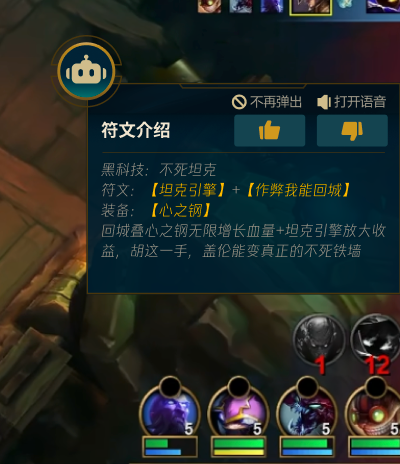 不再弹出 打开语音
符文介绍
黑科技：不死坦克
符文：【坦克引擎】+【作弊我能回城】
装备：【心之钢】
回城叠心之钢无限增长血量+坦克引擎放大收
益，胡这一手，盖伦能变真正的不死铁墙
1 12
5 5 5 5